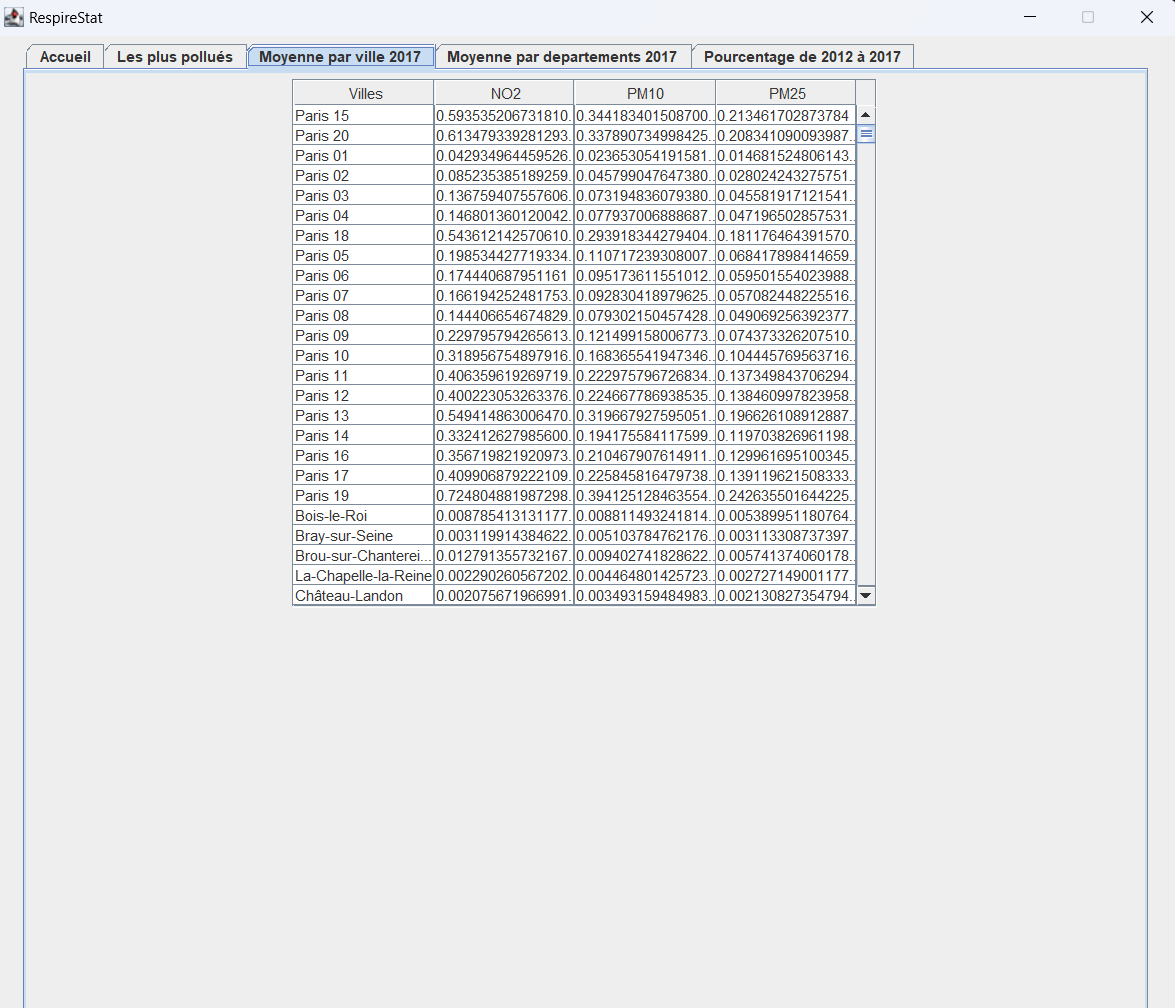 RespireStat
Accueil Les plus pollués Moyenne par ville 2017 Moyenne par departements 2017 Pourcentage de 2012 à 2017
Villes NO2 PM10 PM25
Paris 15 0.593535206731810. 0.344183401508700... 0.213461702873784
Paris 20 0.613479339281293. 0.337890734998425... 0.208341090093987..
Paris 01 0.042934964459526. 0.023653054191581... 0.014681524806143..
Paris 02 0.085235385189259. 0.045799047647380... 0.028024243275751..
Paris 03 0.136759407557606. 0.073194836079380... 0.045581917121541..
Paris 04 0.146801360120042. 0.077937006888687... 0.047196502857531..
Paris 18 0.543612142570610. 0.293918344279404... 0.181176464391570..
Paris 05 0.198534427719334. 0.110717239308007... 0.068417898414659..
Paris 06 0.174440687951161 0.095173611551012... 0.059501554023988..
Paris 07 0.166194252481753. 0.092830418979625... 0.057082448225516..
Paris 08 0.144406654674829. 0.079302150457428... 0.049069256392377..
Paris 09 0.229795794265613. 0.121499158006773... 0.074373326207510..
Paris 10 0.318956754897916. 0.168365541947346... 0.104445769563716..
Paris 11 0.406359619269719. 0.222975796726834... 0.137349843706294..
Paris 12 0.400223053263376. 0.224667786938535... 0.138460997823958..
Paris 13 0.549414863006470. 0.319667927595051... 0.196626108912887..
Paris 14 0.332412627985600. 0.194175584117599... 0.119703826961198..
Paris 16 0.356719821920973. 0.210467907614911... 0.129961695100345..
Paris 17 0.409906879222109. 0.225845816479738... 0.139119621508333..
Paris 19 0.724804881987298. 0.394125128463554... 0.242635501644225..
Bois-le-Roi 0.008785413131177. 0.008811493241814... 0.005389951180764..
Bray-sur-Seine 0.003119914384622. 0.005103784762176... 0.003113308737397..
Brou-sur-Chanterei... 0.012791355732167. 0.009402741828622... 0.005741374060178..
La-Chapelle-la-Reine 0.002290260567202. 0.004464801425723... 0.002727149001177..
Château-Landon 0.002075671966991. 0.003493159484983... 0.002130827354794..